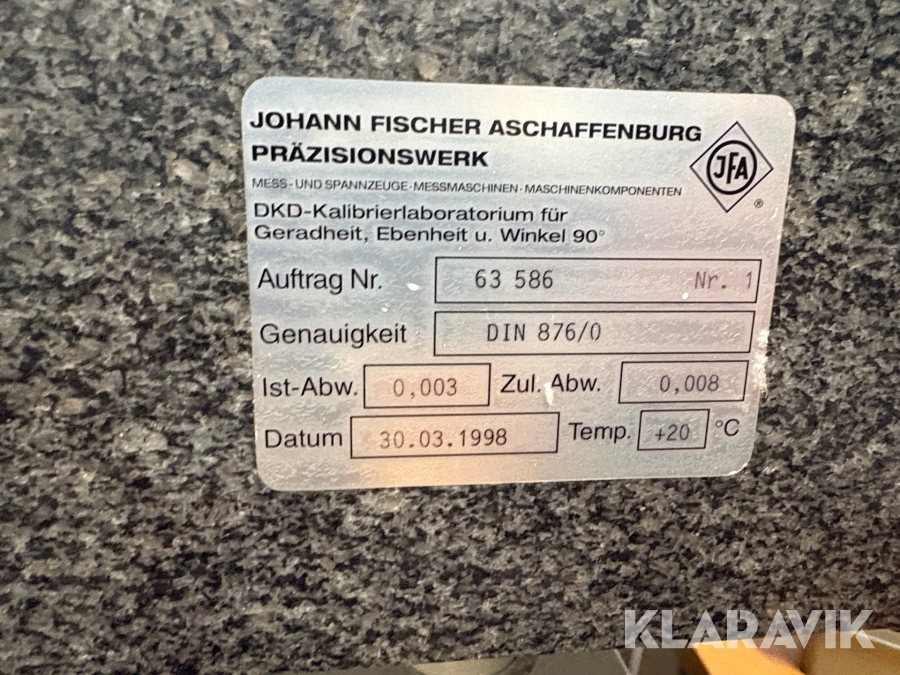 JOHANN FISCHER ASCHAFFENBURG
PRÄZISIONSWERK
MESS- UND SPANNZEUGE · MESSMASCHINEN · MASCHINENKOMPONENTEN
JFA
®
DKD-Kalibrierlaboratorium für
Geradheit, Ebenheit u. Winkel 90°
Auftrag Nr. 63 586 Nr. 1
Genauigkeit DIN 876/0
Ist-Abw. 0,003 Zul. Abw. 0,008
Datum 30.03.1998 Temp. +20 °C
KLARAVIK